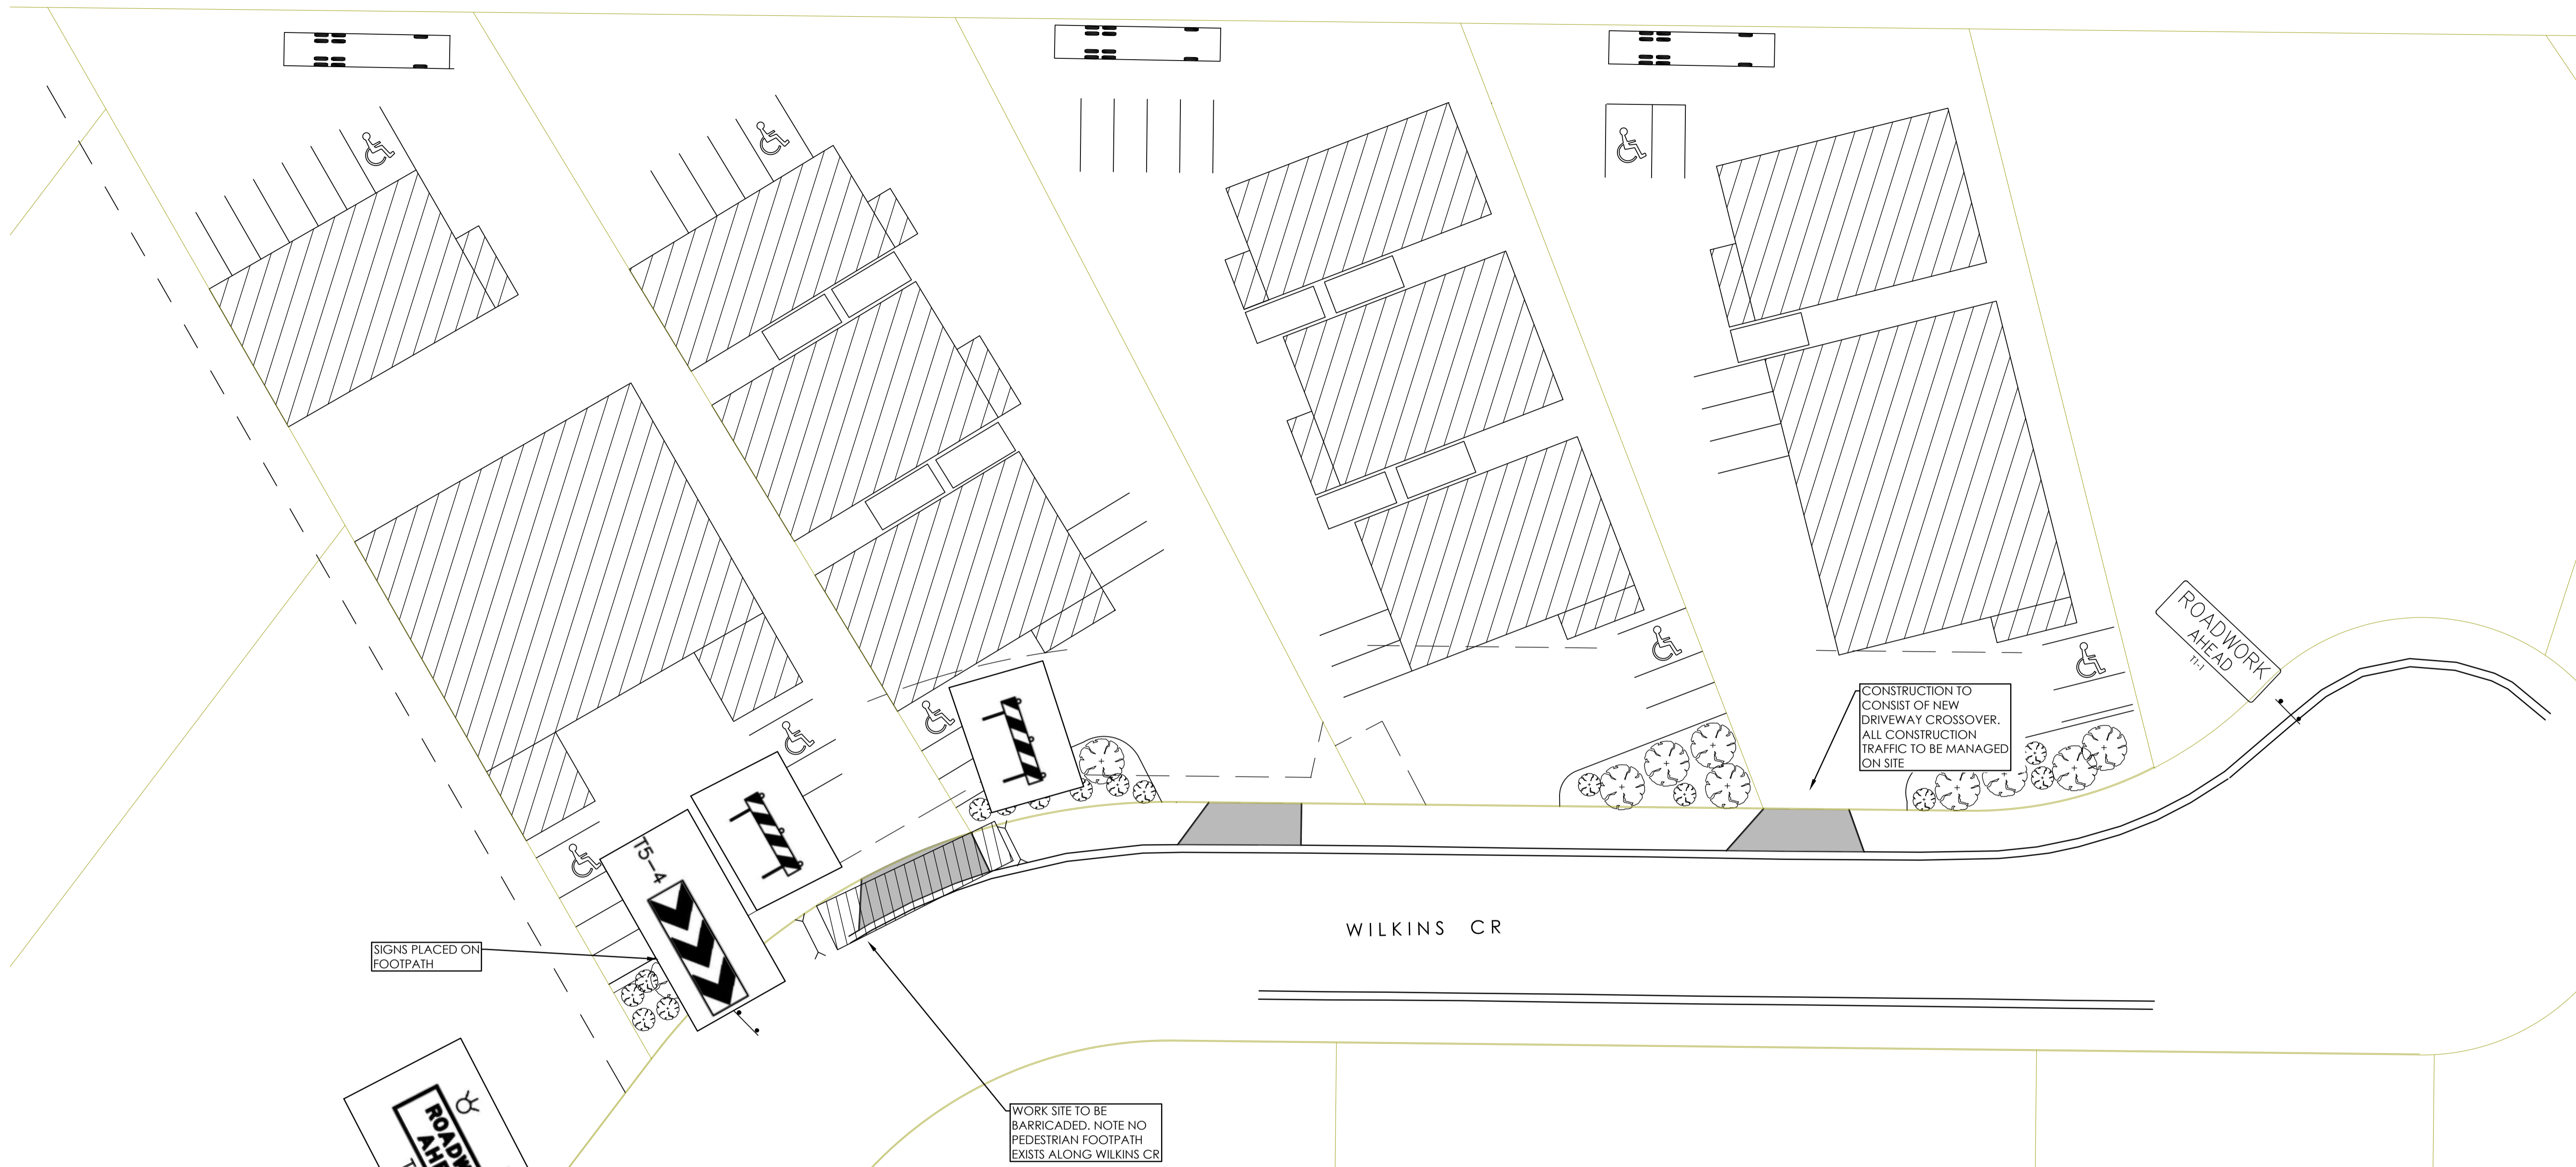 ROADWORK
AHEAD
T1-1
CONSTRUCTION TO
CONSIST OF NEW
DRIVEWAY CROSSOVER.
ALL CONSTRUCTION
TRAFFIC TO BE MANAGED
ON SITE
T5-4
WILKINS CR
SIGNS PLACED ON
FOOTPATH
WORK SITE TO BE
BARRICADED. NOTE NO
PEDESTRIAN FOOTPATH
EXISTS ALONG WILKINS CR